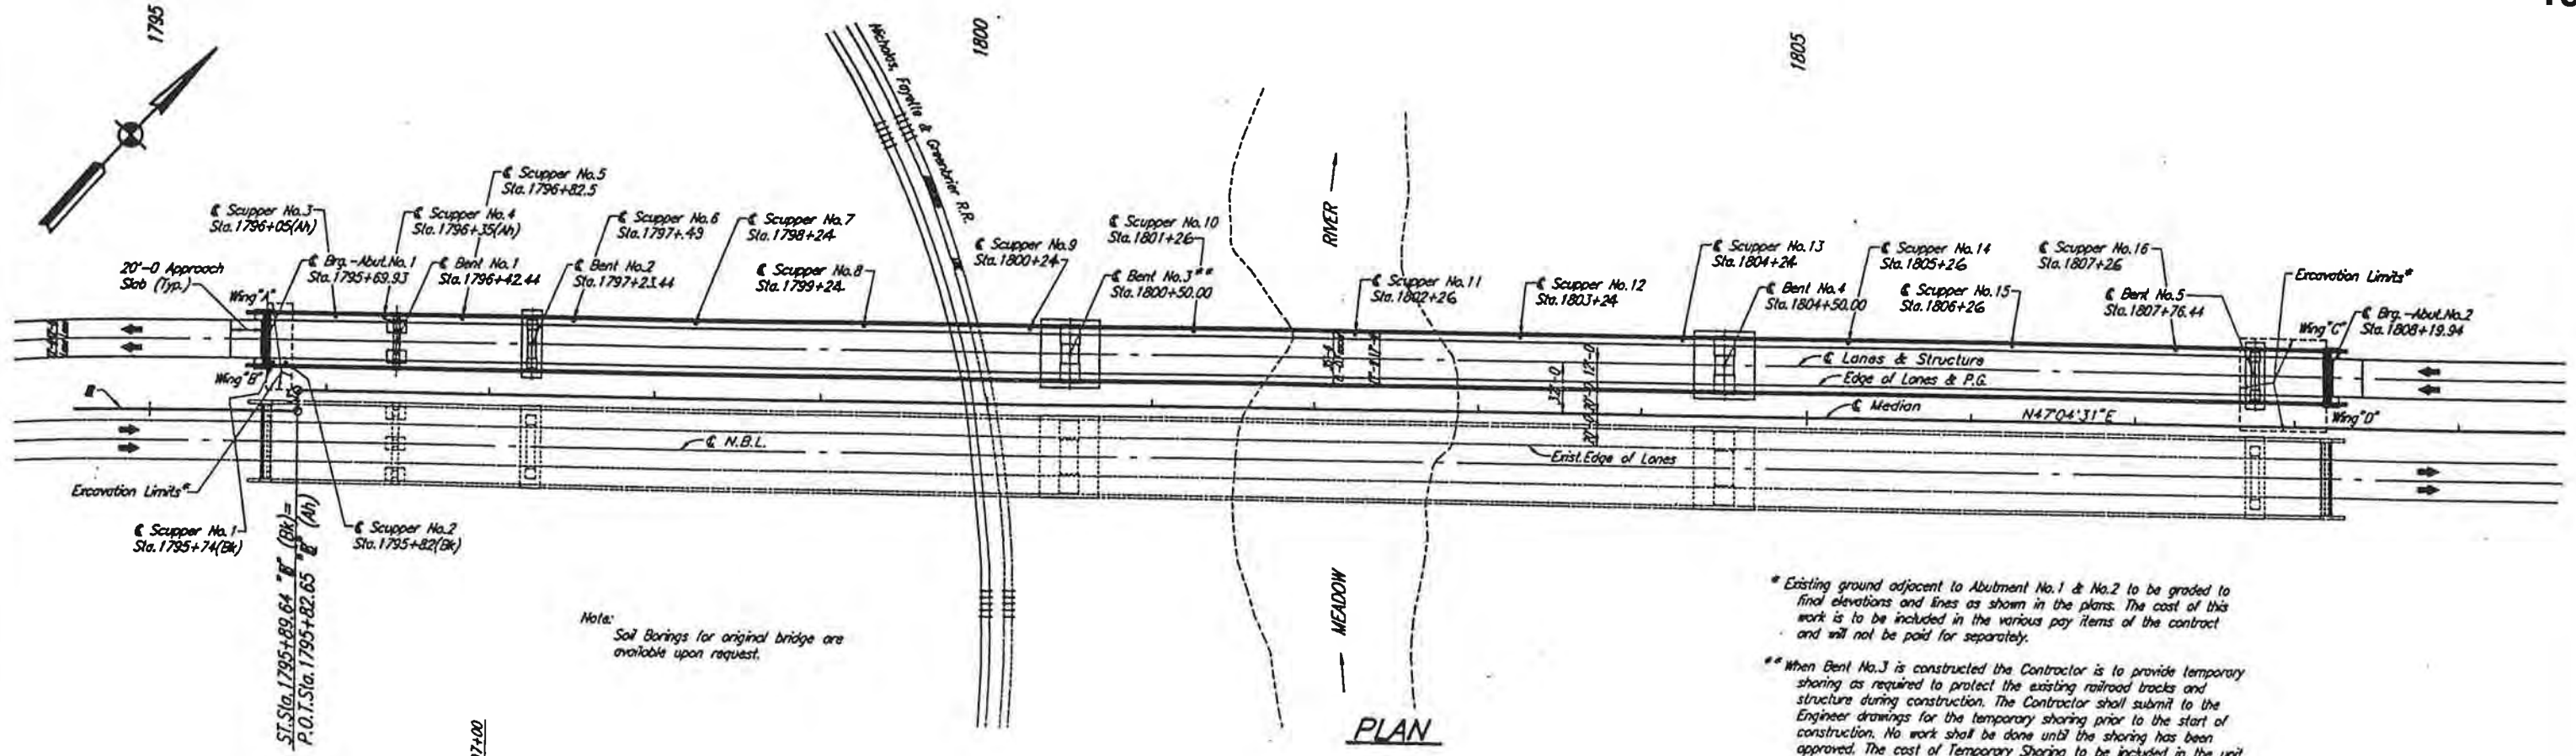 1795
1800
1805
Nicholas, Fayette & Greenbrier R.R.
RIVER
MEADOW
℄ Scupper No.3
Sta.1796+05(Ah)
℄ Scupper No.4
Sta.1796+35(Ah)
℄ Scupper No.5
Sta.1796+82.5
℄ Scupper No.6
Sta.1797+.49
℄ Scupper No.7
Sta.1798+24
℄ Scupper No.8
Sta.1799+24
℄ Scupper No.9
Sta.1800+24
℄ Scupper No.10
Sta.1801+26
℄ Scupper No.11
Sta.1802+26
℄ Scupper No.12
Sta.1803+24
℄ Scupper No.13
Sta.1804+24
℄ Scupper No.14
Sta.1805+26
℄ Scupper No.15
Sta.1806+26
℄ Scupper No.16
Sta.1807+26
20'-0 Approach
Slab (Typ.)
Wing"A"
℄ Brg.-Abut.No.1
Sta.1795+69.93
℄ Bent No.1
Sta.1796+42.44
℄ Bent No.2
Sta.1797+23.44
℄ Bent No.3**
Sta.1800+50.00
℄ Bent No.4
Sta.1804+50.00
℄ Bent No.5
Sta.1807+76.44
Excavation Limits*
Wing"C"
℄ Brg.-Abut.No.2
Sta.1808+19.94
Wing"B"
℄ Lanes & Structure
Edge of Lanes & P.G.
℄ Median
N47°04'31"E
Wing"D"
32'-0
12'-0
20'-0
20'-0
℄ N.B.L.
Exist.Edge of Lanes
Excavation Limits*
℄ Scupper No.1
Sta.1795+74(Bk)
℄ Scupper No.2
Sta.1795+82(Bk)
S.T.Sta.1795+89.64 "℄" (Bk)=
P.O.T.Sta.1795+82.65 "℄" (Ah)
Note:
Soil Borings for original bridge are
available upon request.
PLAN
* Existing ground adjacent to Abutment No.1 & No.2 to be graded to
final elevations and lines as shown in the plans. The cost of this
work is to be included in the various pay items of the contract
and will not be paid for separately.
** When Bent No.3 is constructed the Contractor is to provide temporary
shoring as required to protect the existing railroad tracks and
structure during construction. The Contractor shall submit to the
Engineer drawings for the temporary shoring prior to the start of
construction. No work shall be done until the shoring has been
approved. The cost of Temporary Shoring to be included in the unit